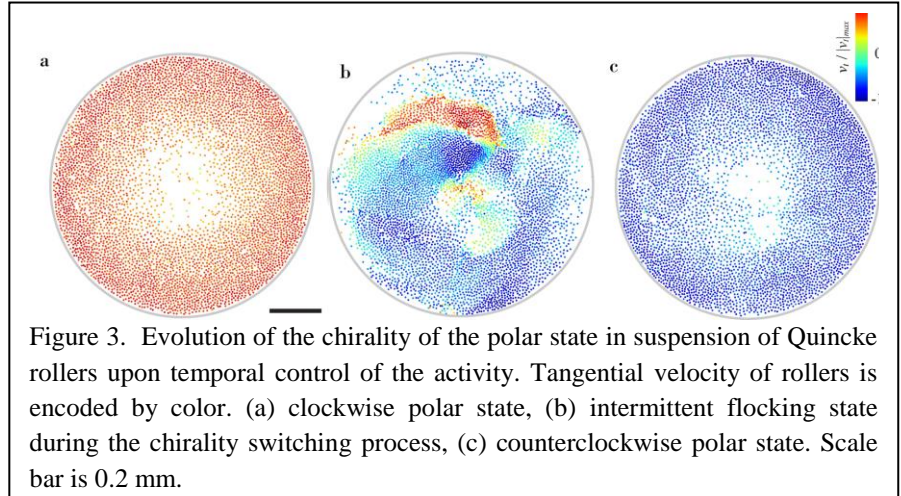 a
b
c
v_t / |v_t|_max
Figure 3. Evolution of the chirality of the polar state in suspension of Quincke
rollers upon temporal control of the activity. Tangential velocity of rollers is
encoded by color. (a) clockwise polar state, (b) intermittent flocking state
during the chirality switching process, (c) counterclockwise polar state. Scale
bar is 0.2 mm.